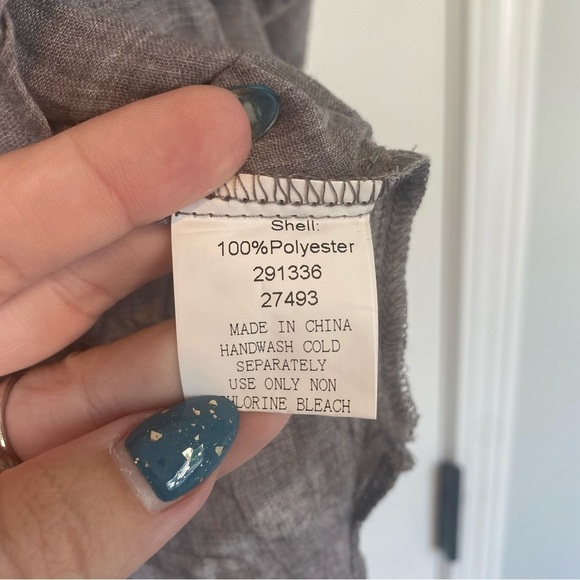 Shell:
100%Polyester
291336
27493
MADE IN CHINA
HANDWASH COLD
SEPARATELY
USE ONLY NON
CHLORINE BLEACH